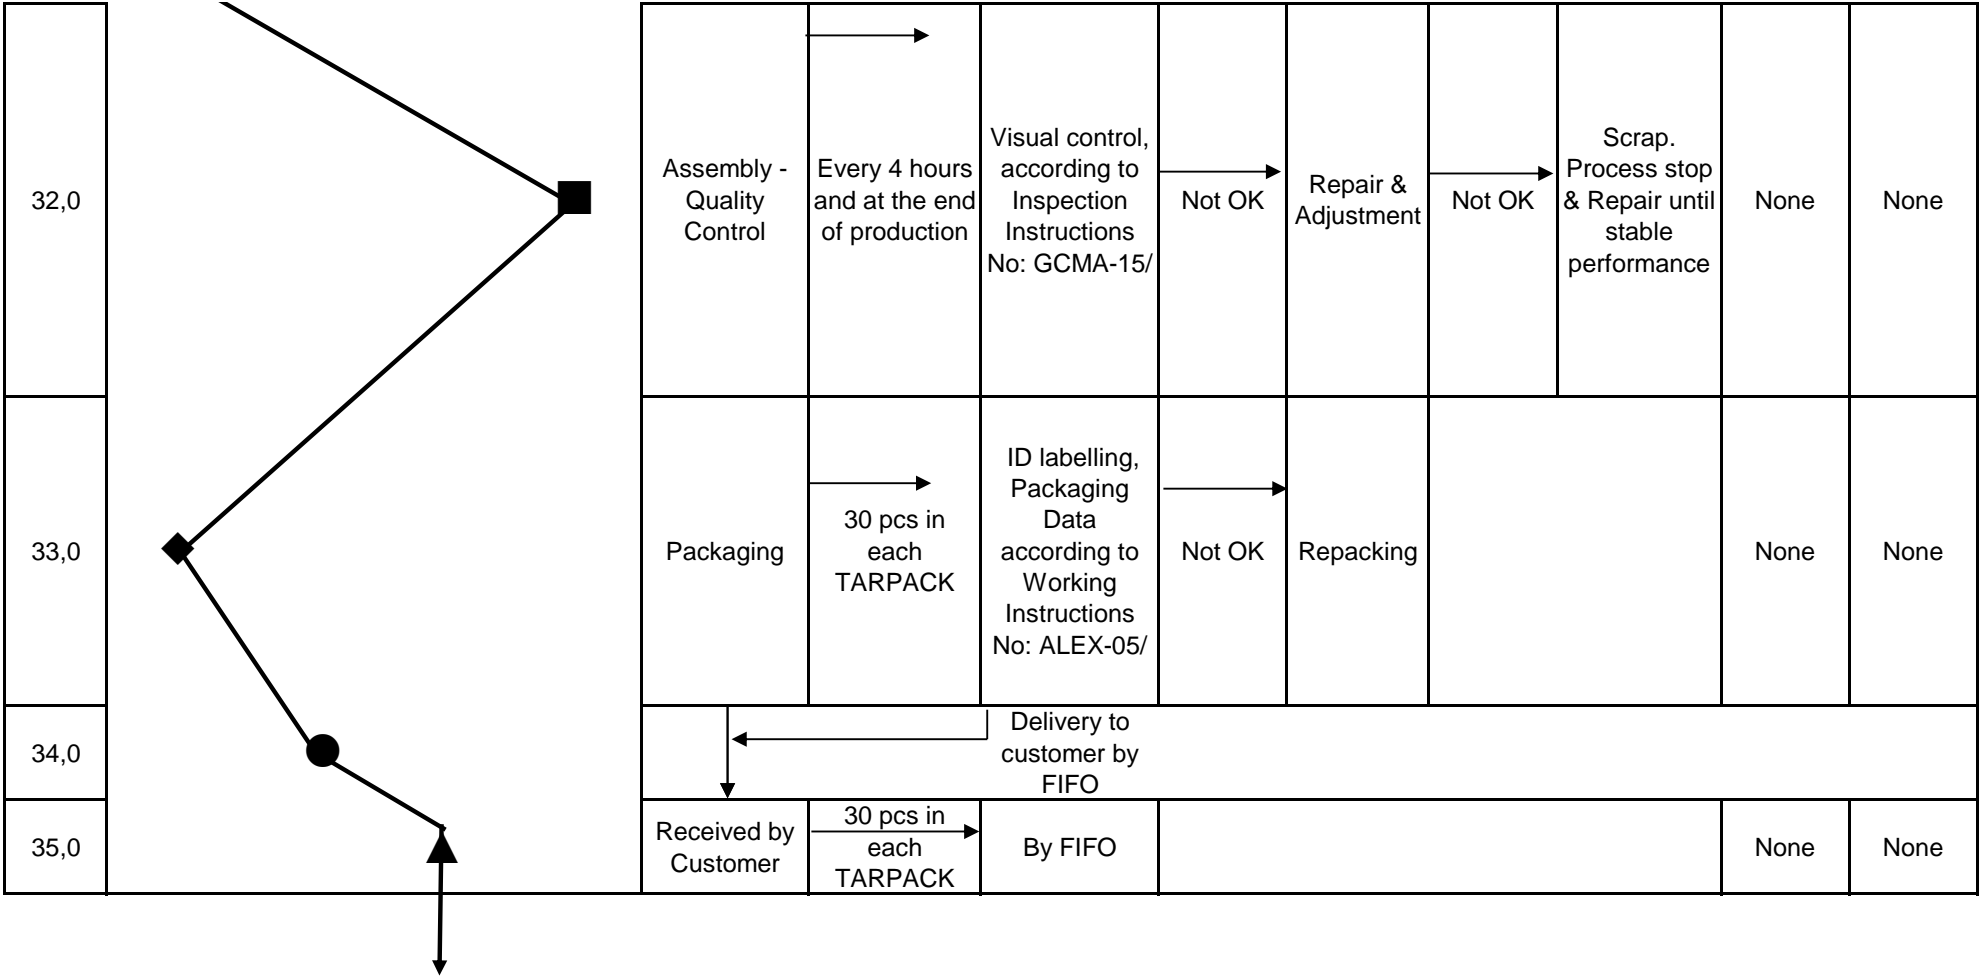 32,0
Assembly -
Quality
Control
Every 4 hours
and at the end
of production
Visual control,
according to
Inspection
Instructions
No: GCMA-15/
Not OK
Repair &
Adjustment
Not OK
Scrap.
Process stop
& Repair until
stable
performance
None
None
33,0
Packaging
30 pcs in
each
TARPACK
ID labelling,
Packaging
Data
according to
Working
Instructions
No: ALEX-05/
Not OK
Repacking
None
None
34,0
Delivery to
customer by
FIFO
35,0
Received by
Customer
30 pcs in
each
TARPACK
By FIFO
None
None